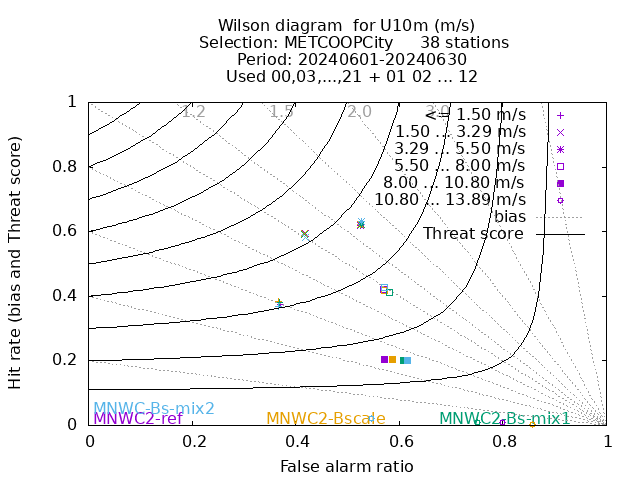 Wilson diagram  for U10m (m/s)
Selection: METCOOPCity     38 stations
Period: 20240601-20240630
Used 00,03,...,21 + 01 02 ... 12
Hit rate (bias and Threat score)
1
0.8
0.6
0.4
0.2
0
1.2
1.5
2.0
3.0
<= 1.50 m/s
1.50 ... 3.29 m/s
3.29 ... 5.50 m/s
5.50 ... 8.00 m/s
8.00 ... 10.80 m/s
10.80 ... 13.89 m/s
bias
Threat score
MNWC-Bs-mix2
MNWC2-ref
MNWC2-Bscale
MNWC2-Bs-mix1
0 0.2 0.4 0.6 0.8 1
False alarm ratio